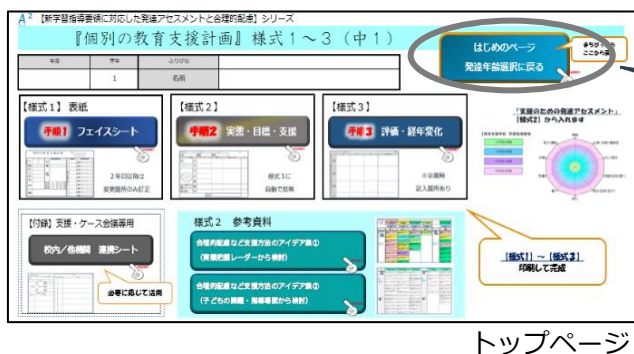 A² 【新学習指導要領に対応した発達アセスメントと合理的配慮】シリーズ
『個別の教育支援計画』様式１～３（中１）
はじめのページ
発達年部選択に戻る
ここから
年度 学年 ふりがな
1 名前
【様式１】表紙
手順1 フェイスシート
２年目以降は
変更箇所のみ訂正
【様式２】
手順2 実態・目標・支援
様式３に
自動で反映
【様式３】
手順3 評価・経年変化
※示期時
記入箇所あり
「支援のための発達アセスメント」
【様式2】から入れます
【付録】支援・ケース会議等用
校内／他機関 連携シート
必要に応じて活用
様式２ 参考資料
合理的配慮など支援方法のアイデア集①
（実態把握レーダーから検討）
合理的配慮など支援方法のアイデア集②
（子どもの課題・指導場面から検討）
【様式1】～【様式3】
印刷して完成
トップページ